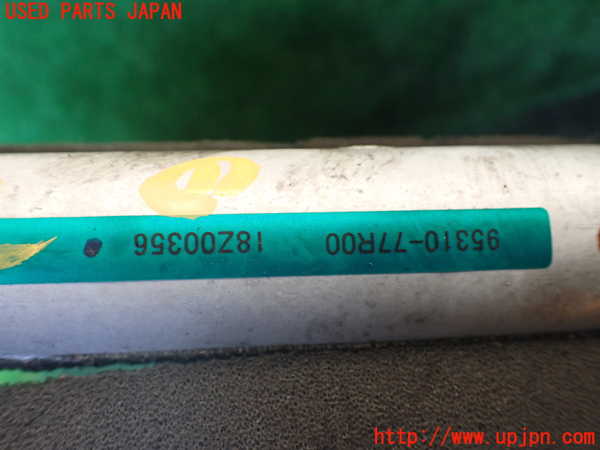 USED PARTS JAPAN
95310-77R00 18Z00356
http://www.upjpn.com/